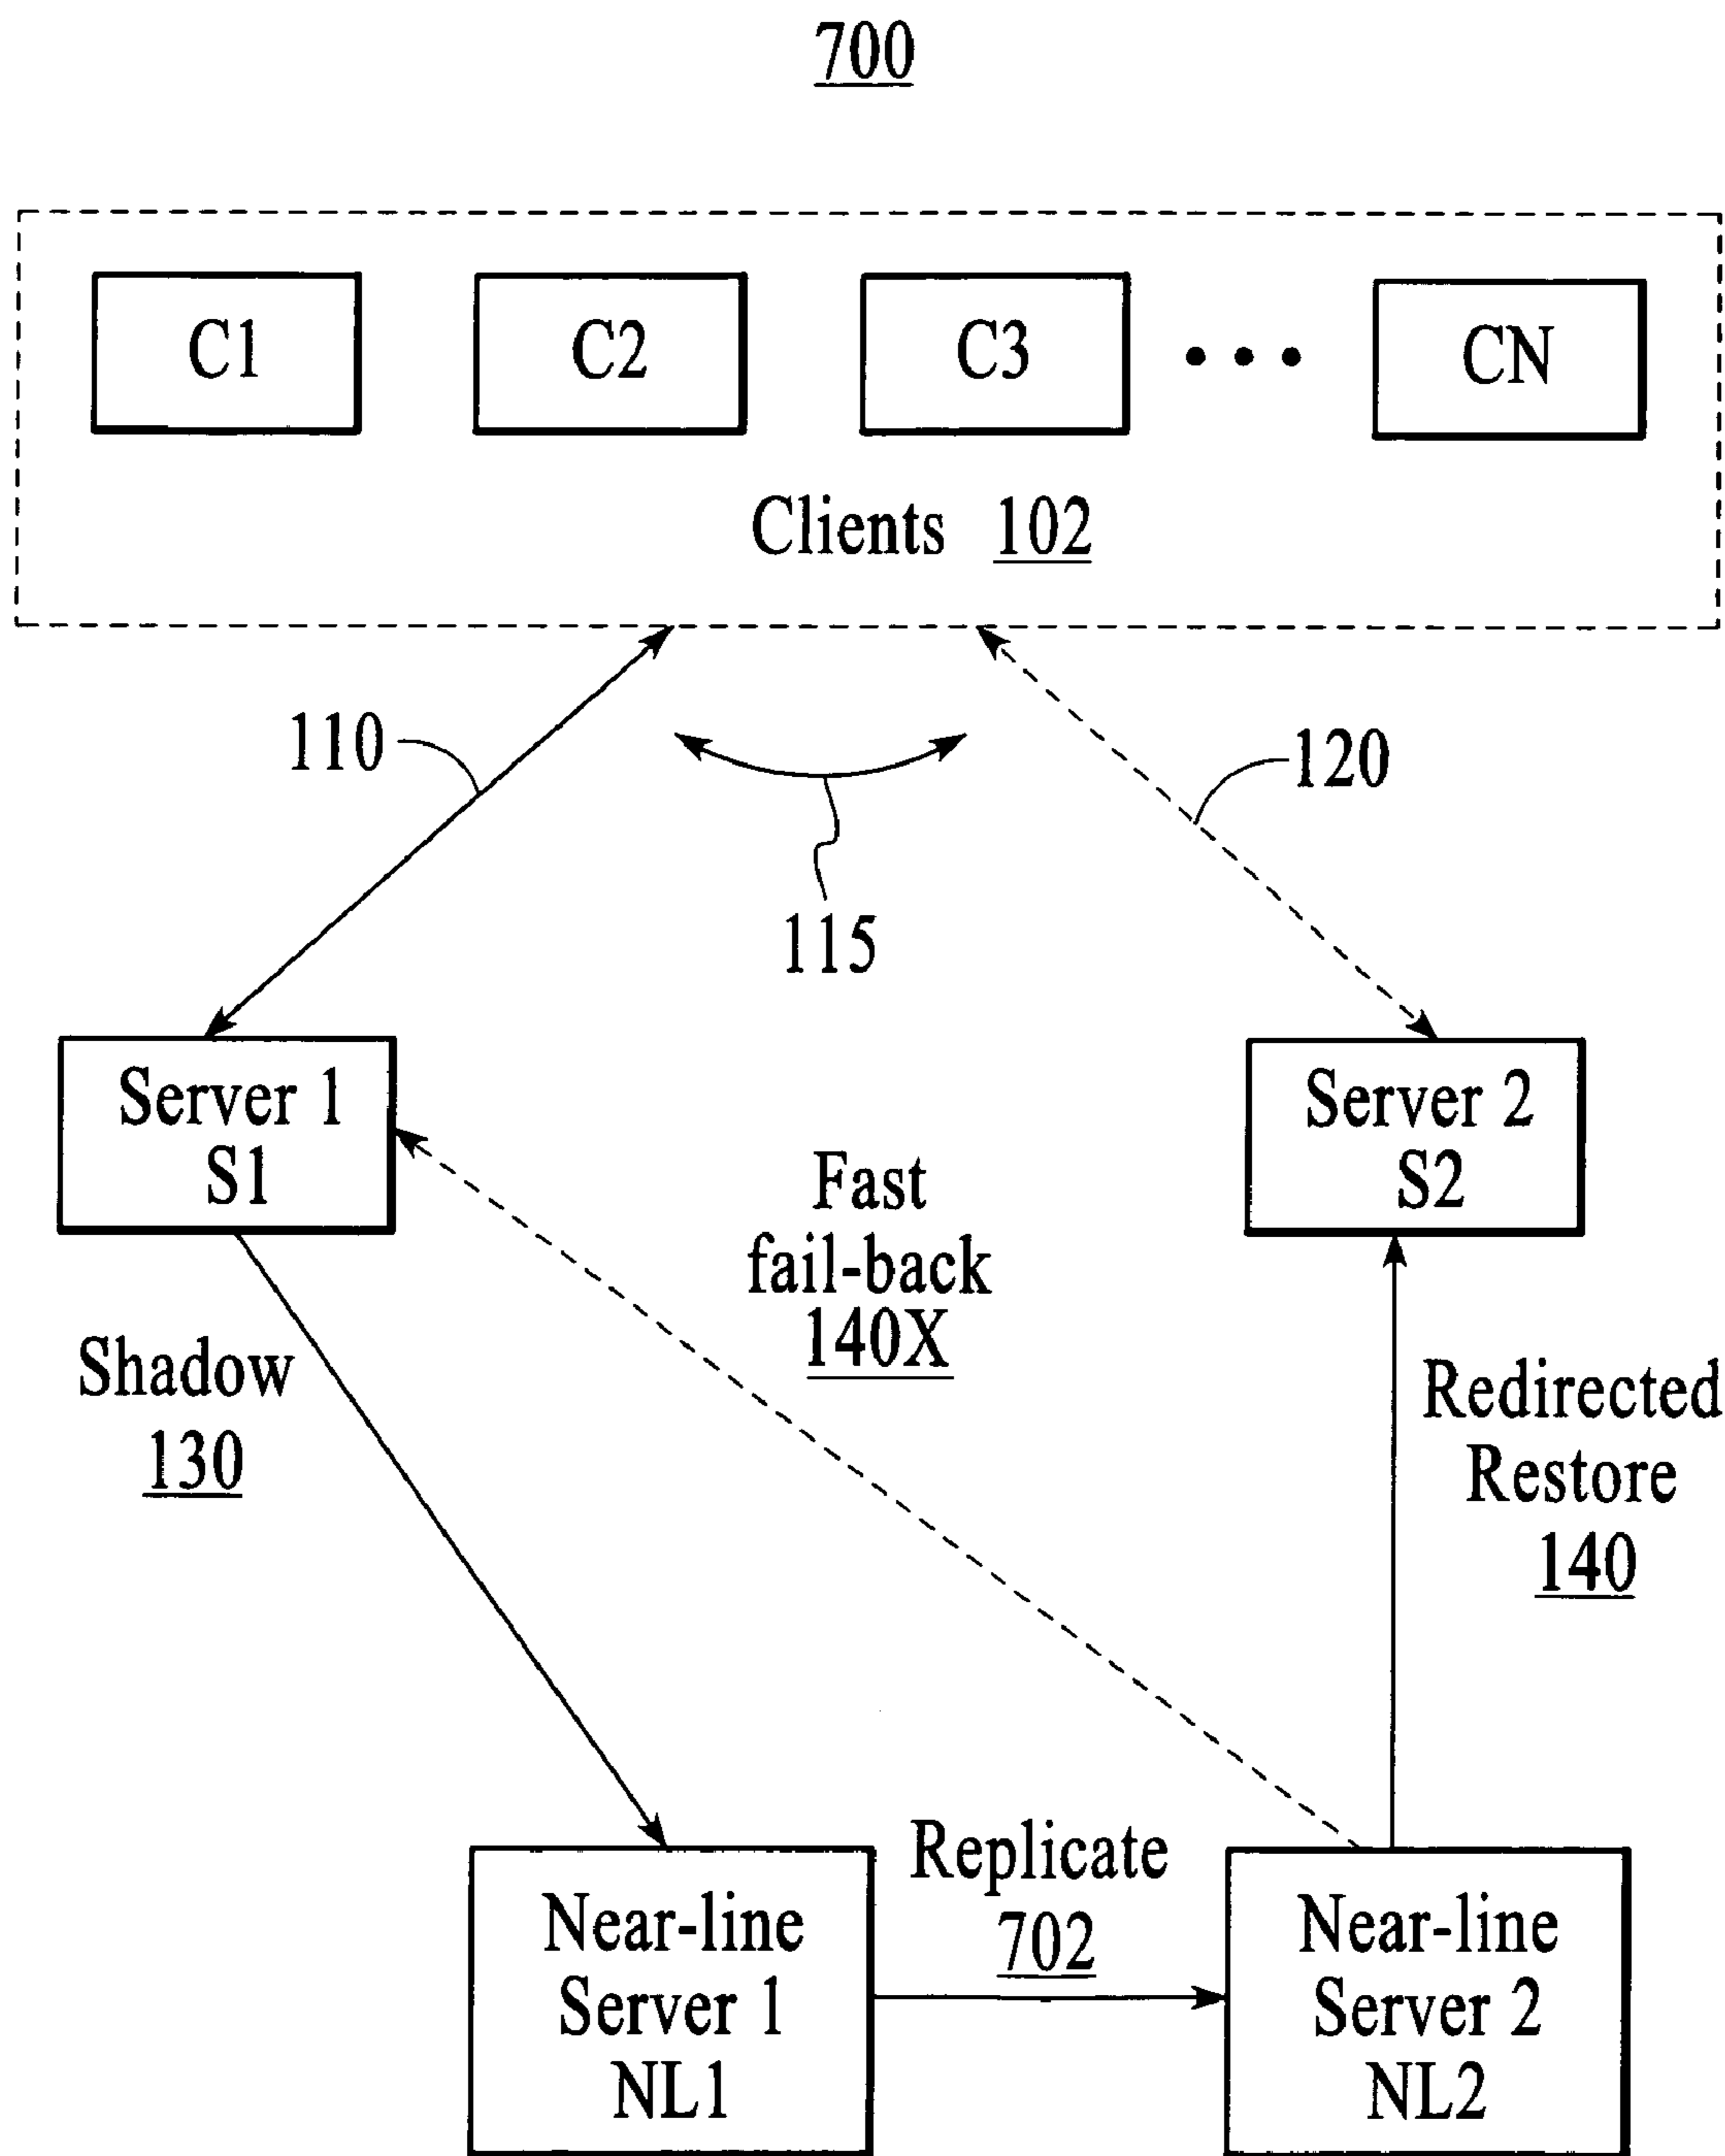 700
C1
C2
C3
CN
Clients 102
110
115
120
Server 1
S1
Server 2
S2
Fast
fail-back
140X
Shadow
130
Redirected
Restore
140
Replicate
702
Near-line
Server 1
NL1
Near-line
Server 2
NL2